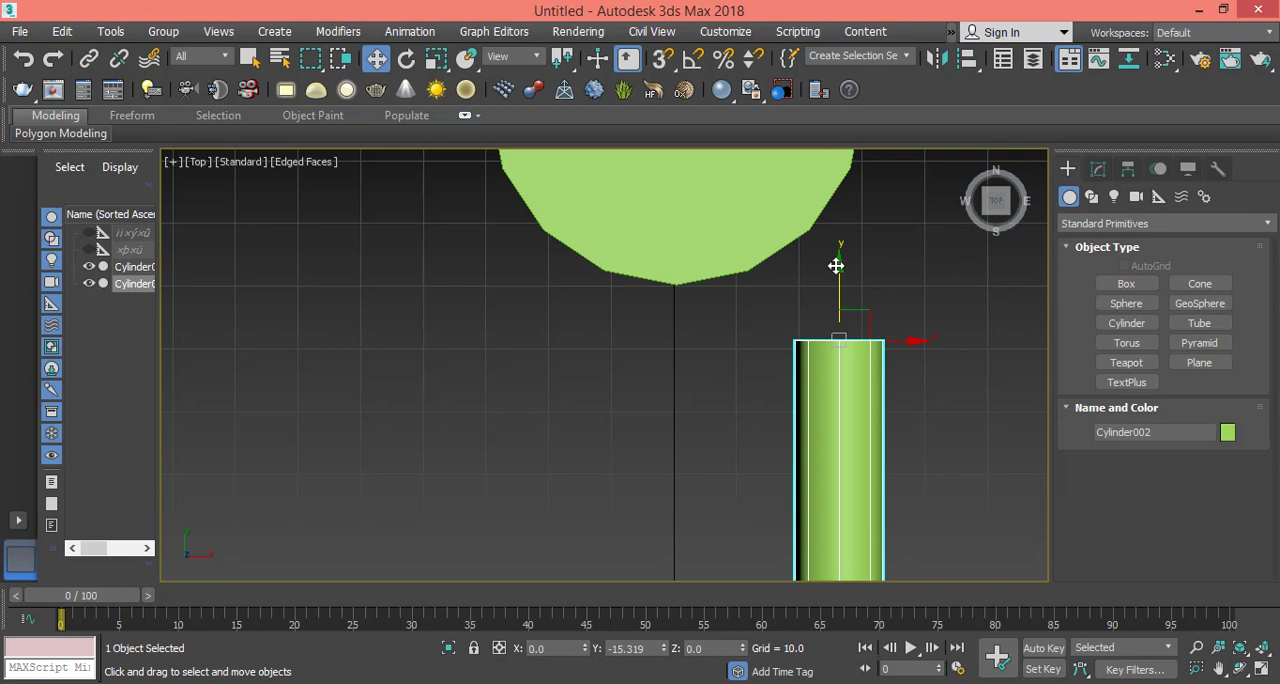 Untitled - Autodesk 3ds Max 2018
File Edit Tools Group Views Create Modifiers Animation Graph Editors Rendering Civil View Customize Scripting Content » Sign In Workspaces: Default
All View Create Selection Se
Modeling Freeform Selection Object Paint Populate
Polygon Modeling
Select Display
[+] [Top] [Standard] [Edged Faces]
Name (Sorted Asce
Cylinder0
Cylinder0
N
W TOP E
S
y
x
y
z x
Standard Primitives
Object Type
AutoGrid
Box Cone
Sphere GeoSphere
Cylinder Tube
Torus Pyramid
Teapot Plane
TextPlus
Name and Color
Cylinder002
< 0 / 100 >
0 5 10 15 20 25 30 35 40 45 50 55 60 65 70 75 80 85 90 95 100
1 Object Selected X: 0.0 Y: -15.319 Z: 0.0 Grid = 10.0 Auto Key Selected
MAXScript Mi Click and drag to select and move objects Add Time Tag 0 Set Key Key Filters...